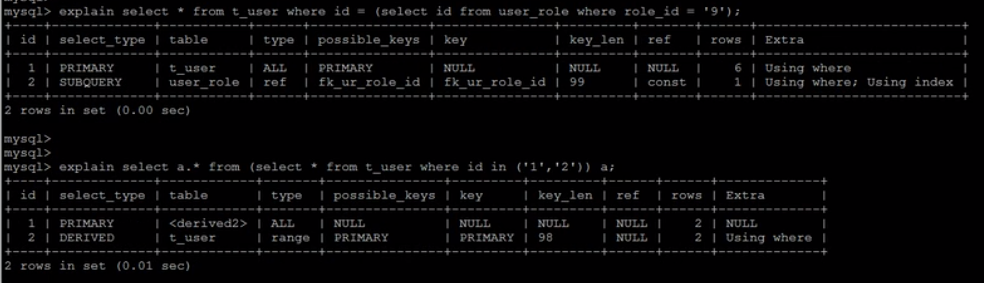 mysql>
mysql> explain select * from t_user where id = (select id from user_role where role_id = '9');
+----+-------------+-----------+------+---------------+---------------+---------+-------+------+--------------------------+
| id | select_type | table     | type | possible_keys | key           | key_len | ref   | rows | Extra                    |
+----+-------------+-----------+------+---------------+---------------+---------+-------+------+--------------------------+
|  1 | PRIMARY     | t_user    | ALL  | PRIMARY       | NULL          | NULL    | NULL  |    6 | Using where              |
|  2 | SUBQUERY    | user_role | ref  | fk_ur_role_id | fk_ur_role_id | 99      | const |    1 | Using where; Using index |
+----+-------------+-----------+------+---------------+---------------+---------+-------+------+--------------------------+
2 rows in set (0.00 sec)
mysql>
mysql>
mysql> explain select a.* from (select * from t_user where id in ('1','2')) a;
+----+-------------+------------+-------+---------------+---------+---------+------+------+-------------+
| id | select_type | table      | type  | possible_keys | key     | key_len | ref  | rows | Extra       |
+----+-------------+------------+-------+---------------+---------+---------+------+------+-------------+
|  1 | PRIMARY     | <derived2> | ALL   | NULL          | NULL    | NULL    | NULL |    2 | NULL        |
|  2 | DERIVED     | t_user     | range | PRIMARY       | PRIMARY | 98      | NULL |    2 | Using where |
+----+-------------+------------+-------+---------------+---------+---------+------+------+-------------+
2 rows in set (0.01 sec)